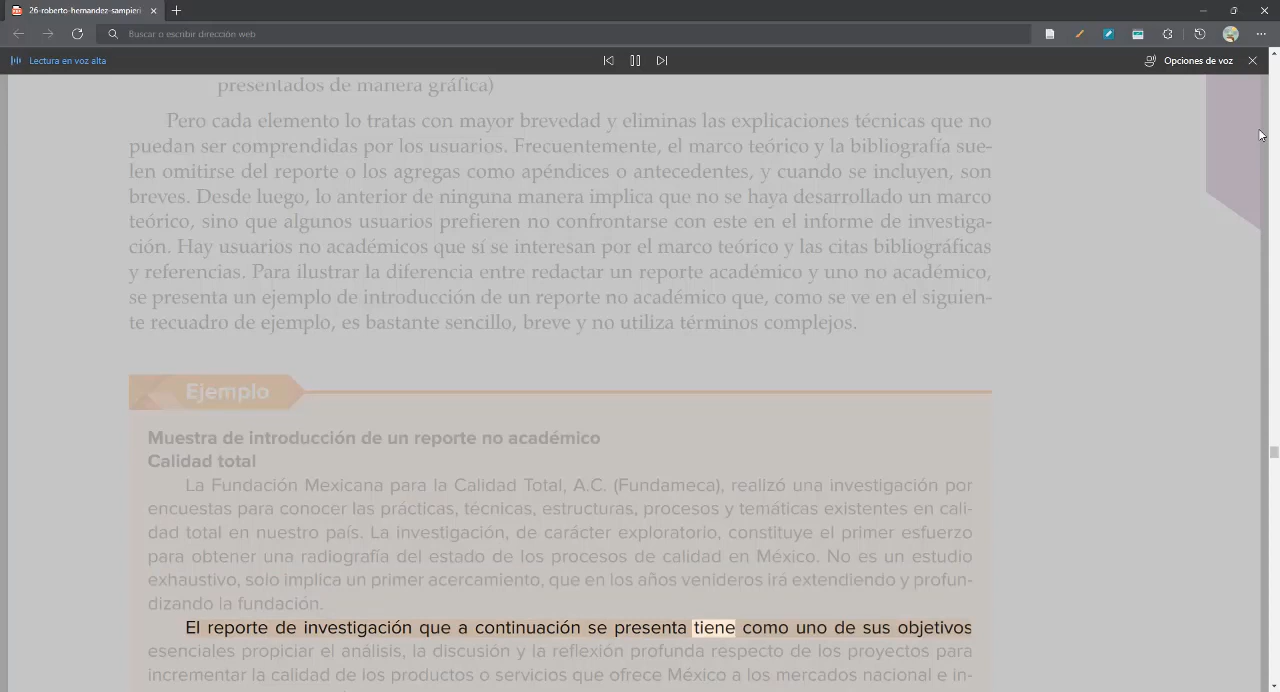 26-roberto-hernandez-sampieri
Buscar o escribir dirección web
Lectura en voz alta
Opciones de voz
presentados de manera gráfica)
Pero cada elemento lo tratas con mayor brevedad y eliminas las explicaciones técnicas que no
puedan ser comprendidas por los usuarios. Frecuentemente, el marco teórico y la bibliografía sue-
len omitirse del reporte o los agregas como apéndices o antecedentes, y cuando se incluyen, son
breves. Desde luego, lo anterior de ninguna manera implica que no se haya desarrollado un marco
teórico, sino que algunos usuarios prefieren no confrontarse con este en el informe de investiga-
ción. Hay usuarios no académicos que sí se interesan por el marco teórico y las citas bibliográficas
y referencias. Para ilustrar la diferencia entre redactar un reporte académico y uno no académico,
se presenta un ejemplo de introducción de un reporte no académico que, como se ve en el siguien-
te recuadro de ejemplo, es bastante sencillo, breve y no utiliza términos complejos.
Ejemplo
Muestra de introducción de un reporte no académico
Calidad total
La Fundación Mexicana para la Calidad Total, A.C. (Fundameca), realizó una investigación por
encuestas para conocer las prácticas, técnicas, estructuras, procesos y temáticas existentes en cali-
dad total en nuestro país. La investigación, de carácter exploratorio, constituye el primer esfuerzo
para obtener una radiografía del estado de los procesos de calidad en México. No es un estudio
exhaustivo, solo implica un primer acercamiento, que en los años venideros irá extendiendo y profun-
dizando la fundación.
El reporte de investigación que a continuación se presenta tiene como uno de sus objetivos
esenciales propiciar el análisis, la discusión y la reflexión profunda respecto de los proyectos para
incrementar la calidad de los productos o servicios que ofrece México a los mercados nacional e in-